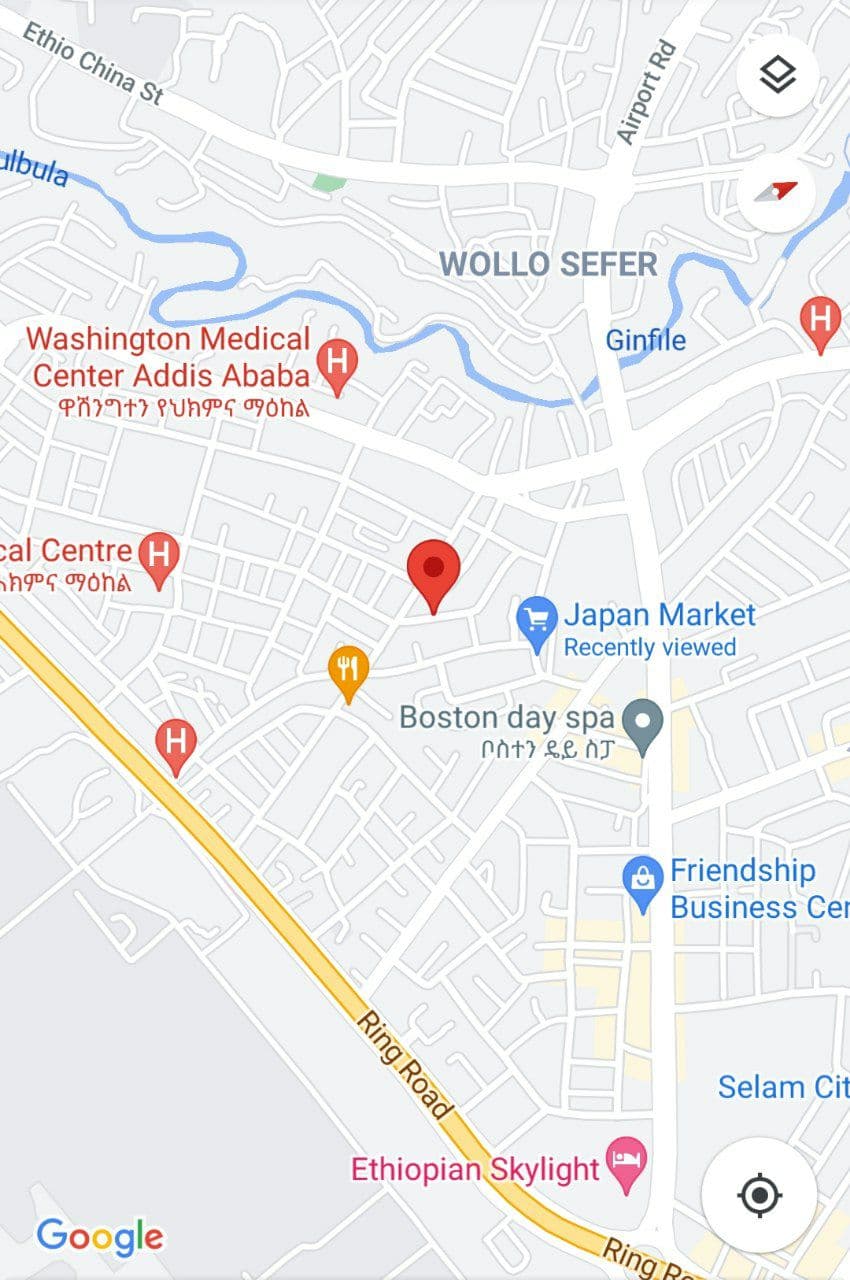 Ethio China St
Airport Rd
ulbula
WOLLO SEFER
Ginfile
H
Washington Medical
Center Addis Ababa
ዋሽንግተን የህክምና ማዕከል
H
cal Centre
ሕክምና ማዕከል
H
Japan Market
Recently viewed
Boston day spa
ቦስተን ዴይ ስፓ
H
Friendship
Business Cer
Ring Road
Selam Cit
Ethiopian Skylight
Google
Ring Ro